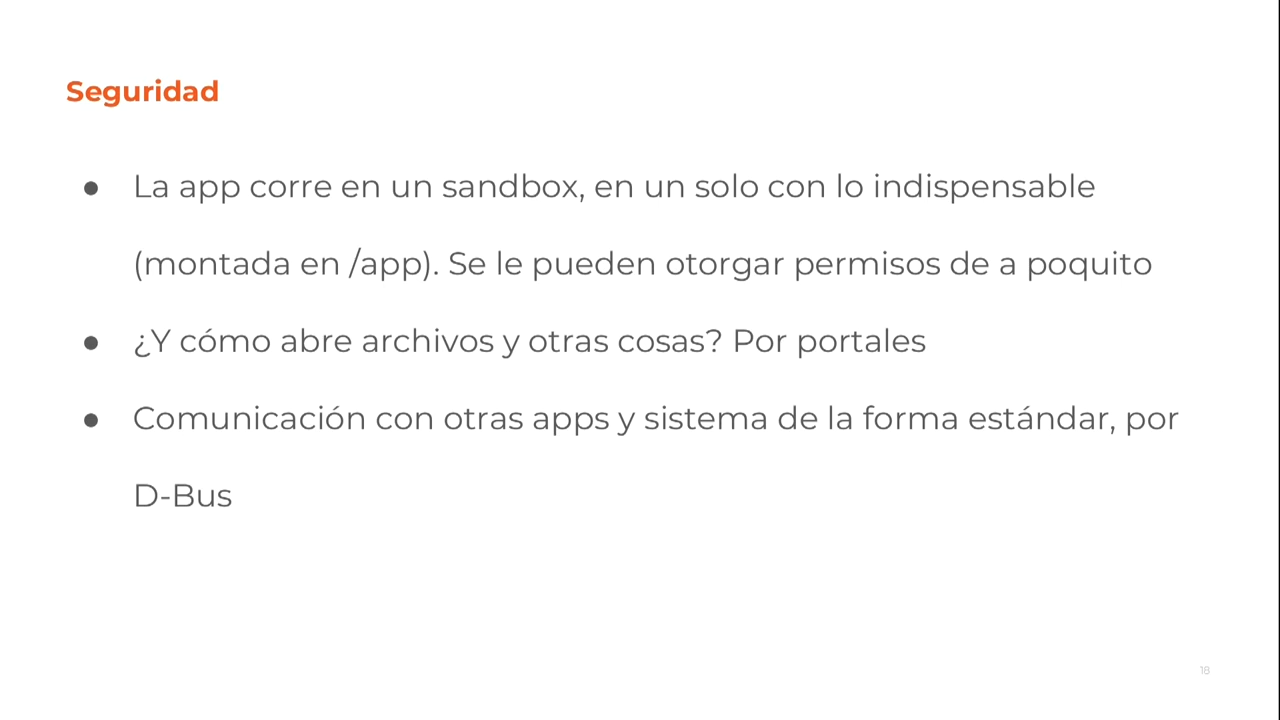 Seguridad
● La app corre en un sandbox, en un solo con lo indispensable
(montada en /app). Se le pueden otorgar permisos de a poquito
● ¿Y cómo abre archivos y otras cosas? Por portales
● Comunicación con otras apps y sistema de la forma estándar, por
D-Bus
18